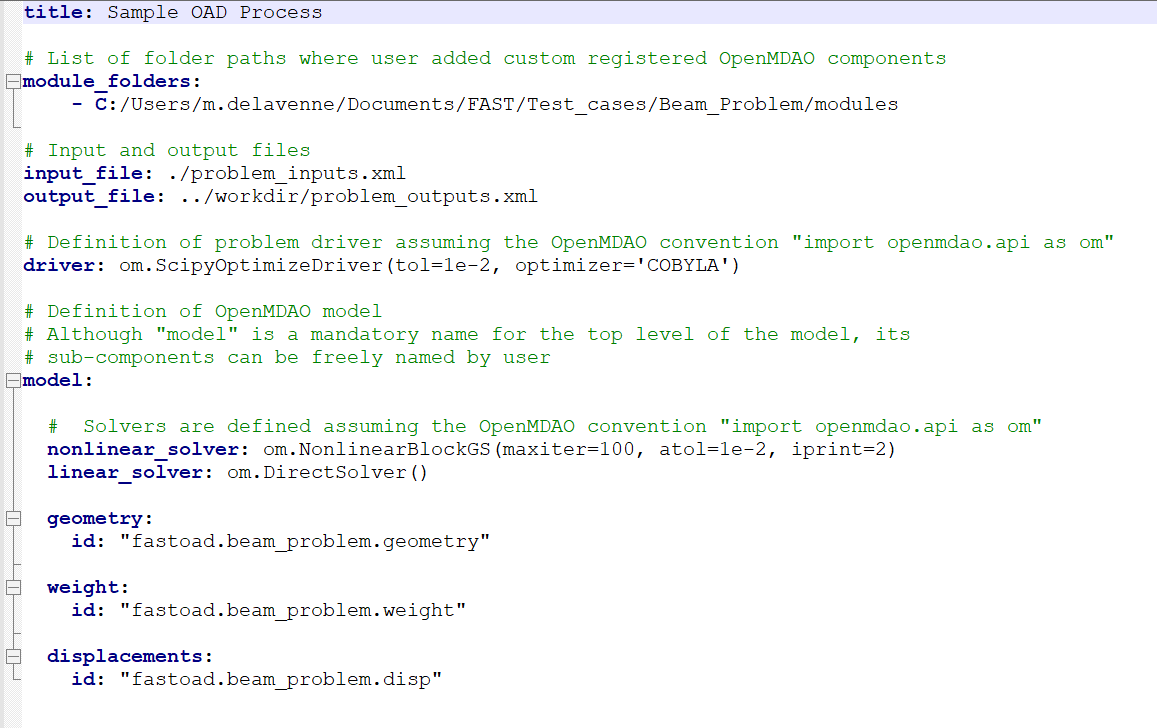 title: Sample OAD Process
# List of folder paths where user added custom registered OpenMDAO components
module_folders:
- C:/Users/m.delavenne/Documents/FAST/Test_cases/Beam_Problem/modules
# Input and output files
input_file: ./problem_inputs.xml
output_file: ../workdir/problem_outputs.xml
# Definition of problem driver assuming the OpenMDAO convention "import openmdao.api as om"
driver: om.ScipyOptimizeDriver(tol=1e-2, optimizer='COBYLA')
# Definition of OpenMDAO model
# Although "model" is a mandatory name for the top level of the model, its
# sub-components can be freely named by user
model:
#  Solvers are defined assuming the OpenMDAO convention "import openmdao.api as om"
nonlinear_solver: om.NonlinearBlockGS(maxiter=100, atol=1e-2, iprint=2)
linear_solver: om.DirectSolver()
geometry:
id: "fastoad.beam_problem.geometry"
weight:
id: "fastoad.beam_problem.weight"
displacements:
id: "fastoad.beam_problem.disp"